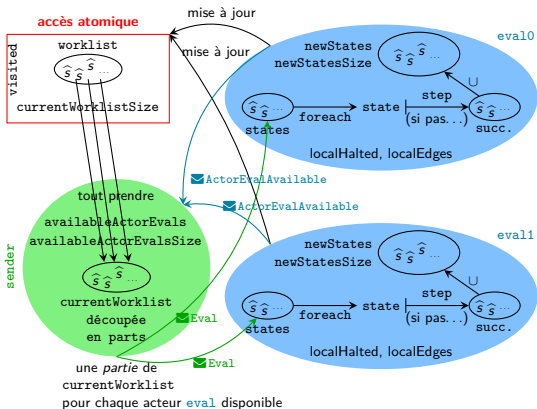 accès atomique
visited
worklist
ŝ ŝ ŝ ...
currentWorklistSize
mise à jour
mise à jour
eval0
newStates
newStatesSize
ŝ ŝ ŝ ...
∪
ŝ ŝ ...
states
foreach
state
step
(si pas...)
ŝ ŝ ...
succ.
localHalted, localEdges
ActorEvalAvailable
ActorEvalAvailable
sender
tout prendre
availableActorEvals
availableActorEvalsSize
ŝ ŝ ŝ ...
currentWorklist
découpée
en parts
Eval
Eval
eval1
newStates
newStatesSize
ŝ ŝ ŝ ...
∪
ŝ ŝ ...
states
foreach
state
step
(si pas...)
ŝ ŝ ...
succ.
localHalted, localEdges
une partie de
currentWorklist
pour chaque acteur eval disponible